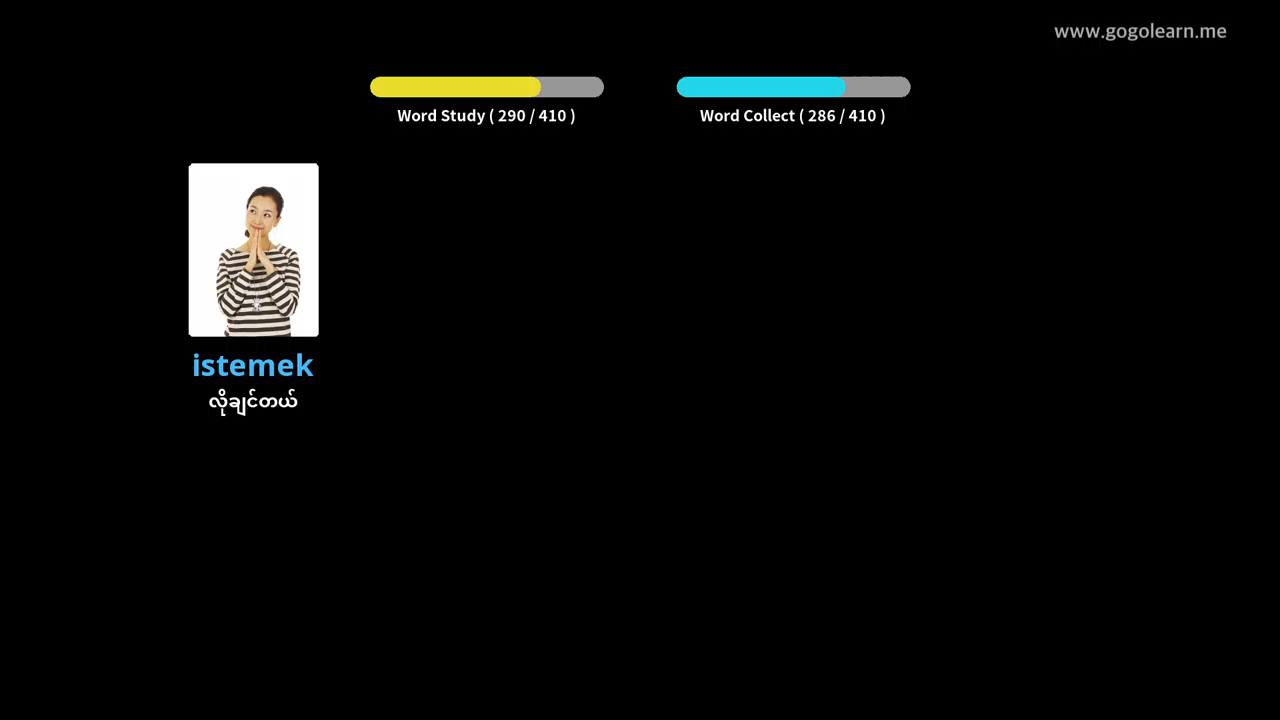 www.gogolearn.me
Word Study ( 290 / 410 )
Word Collect ( 286 / 410 )
istemek
လိုချင်တယ်